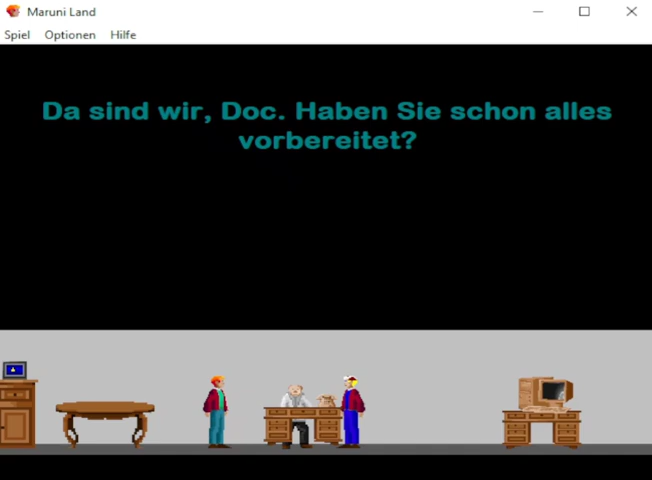 Maruni Land
Spiel Optionen Hilfe
Da sind wir, Doc. Haben Sie schon alles
vorbereitet?